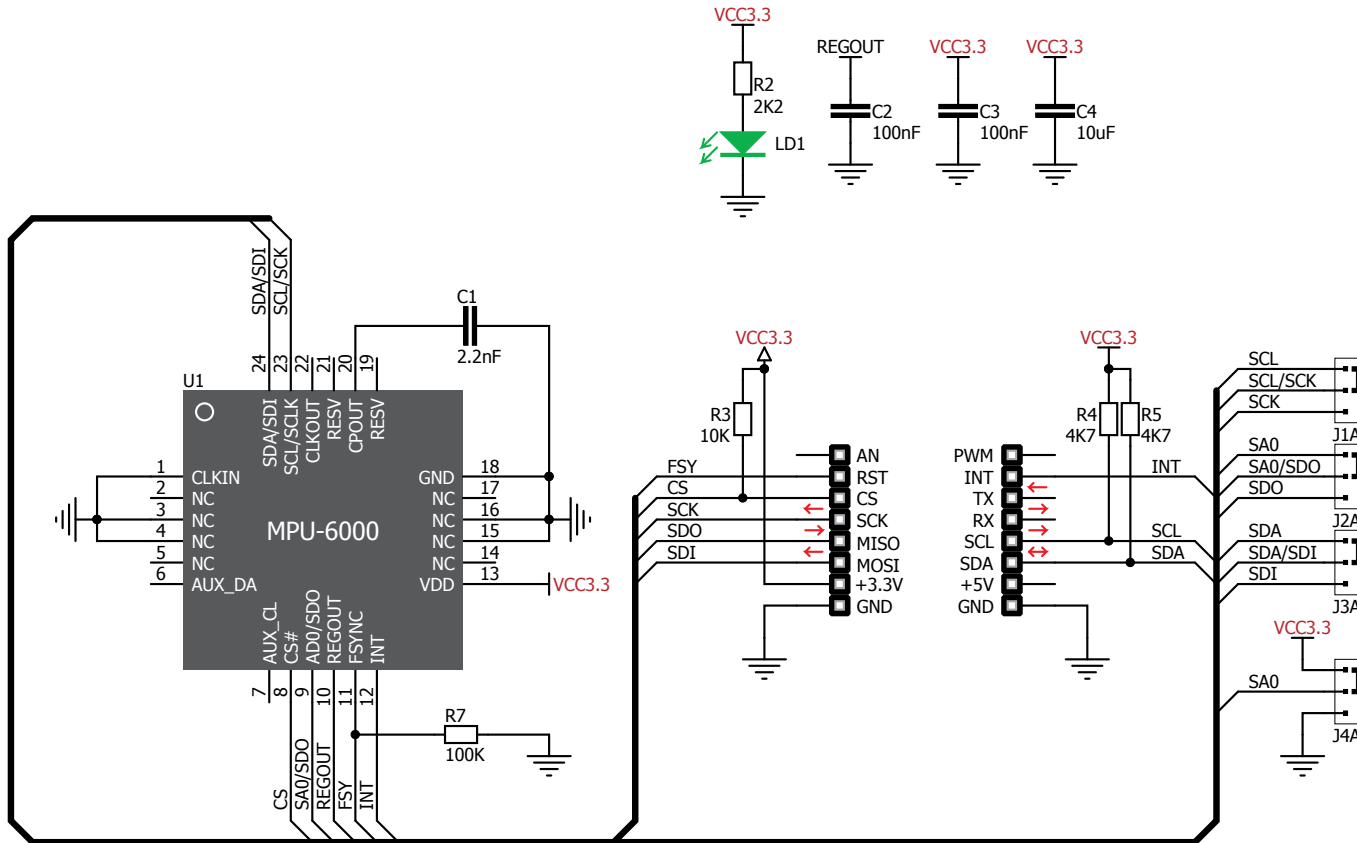 VCC3.3
R2
2K2
LD1
REGOUT
C2
100nF
VCC3.3
C3
100nF
VCC3.3
C4
10uF
SDA/SDI
SCL/SCK
C1
2.2nF
24
23
22
21
20
19
U1
SDA/SDI
SCL/SCLK
CLKOUT
RESV
CPOUT
RESV
1
2
3
4
5
6
CLKIN
NC
NC
NC
NC
AUX_DA
MPU-6000
GND
NC
NC
NC
NC
VDD
18
17
16
15
14
13
VCC3.3
AUX_CL
CS#
AD0/SDO
REGOUT
FSYNC
INT
7
8
9
10
11
12
CS
SA0/SDO
REGOUT
FSY
INT
R7
100K
VCC3.3
R3
10K
FSY
CS
SCK
SDO
SDI
AN
RST
CS
SCK
MISO
MOSI
+3.3V
GND
VCC3.3
R4
4K7
R5
4K7
PWM
INT
TX
RX
SCL
SDA
+5V
GND
INT
SCL
SDA
SCL
SCL/SCK
SCK
J1A
SA0
SA0/SDO
SDO
J2A
SDA
SDA/SDI
SDI
J3A
VCC3.3
SA0
J4A